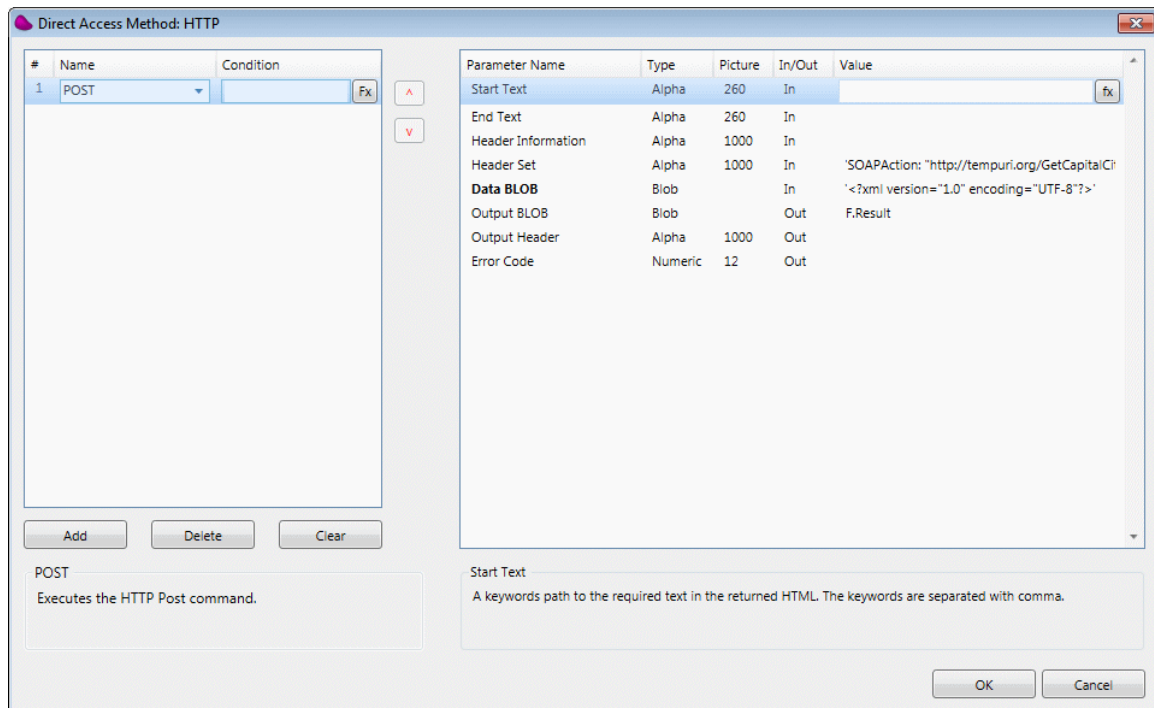 Direct Access Method: HTTP
# Name Condition
1 POST Fx
^
v
Add Delete Clear
POST
Executes the HTTP Post command.
Parameter Name Type Picture In/Out Value
Start Text Alpha 260 In fx
End Text Alpha 260 In
Header Information Alpha 1000 In
Header Set Alpha 1000 In 'SOAPAction: "http://tempuri.org/GetCapitalCit
Data BLOB Blob In '<?xml version="1.0" encoding="UTF-8"?>'
Output BLOB Blob Out F.Result
Output Header Alpha 1000 Out
Error Code Numeric 12 Out
Start Text
A keywords path to the required text in the returned HTML. The keywords are separated with comma.
OK Cancel